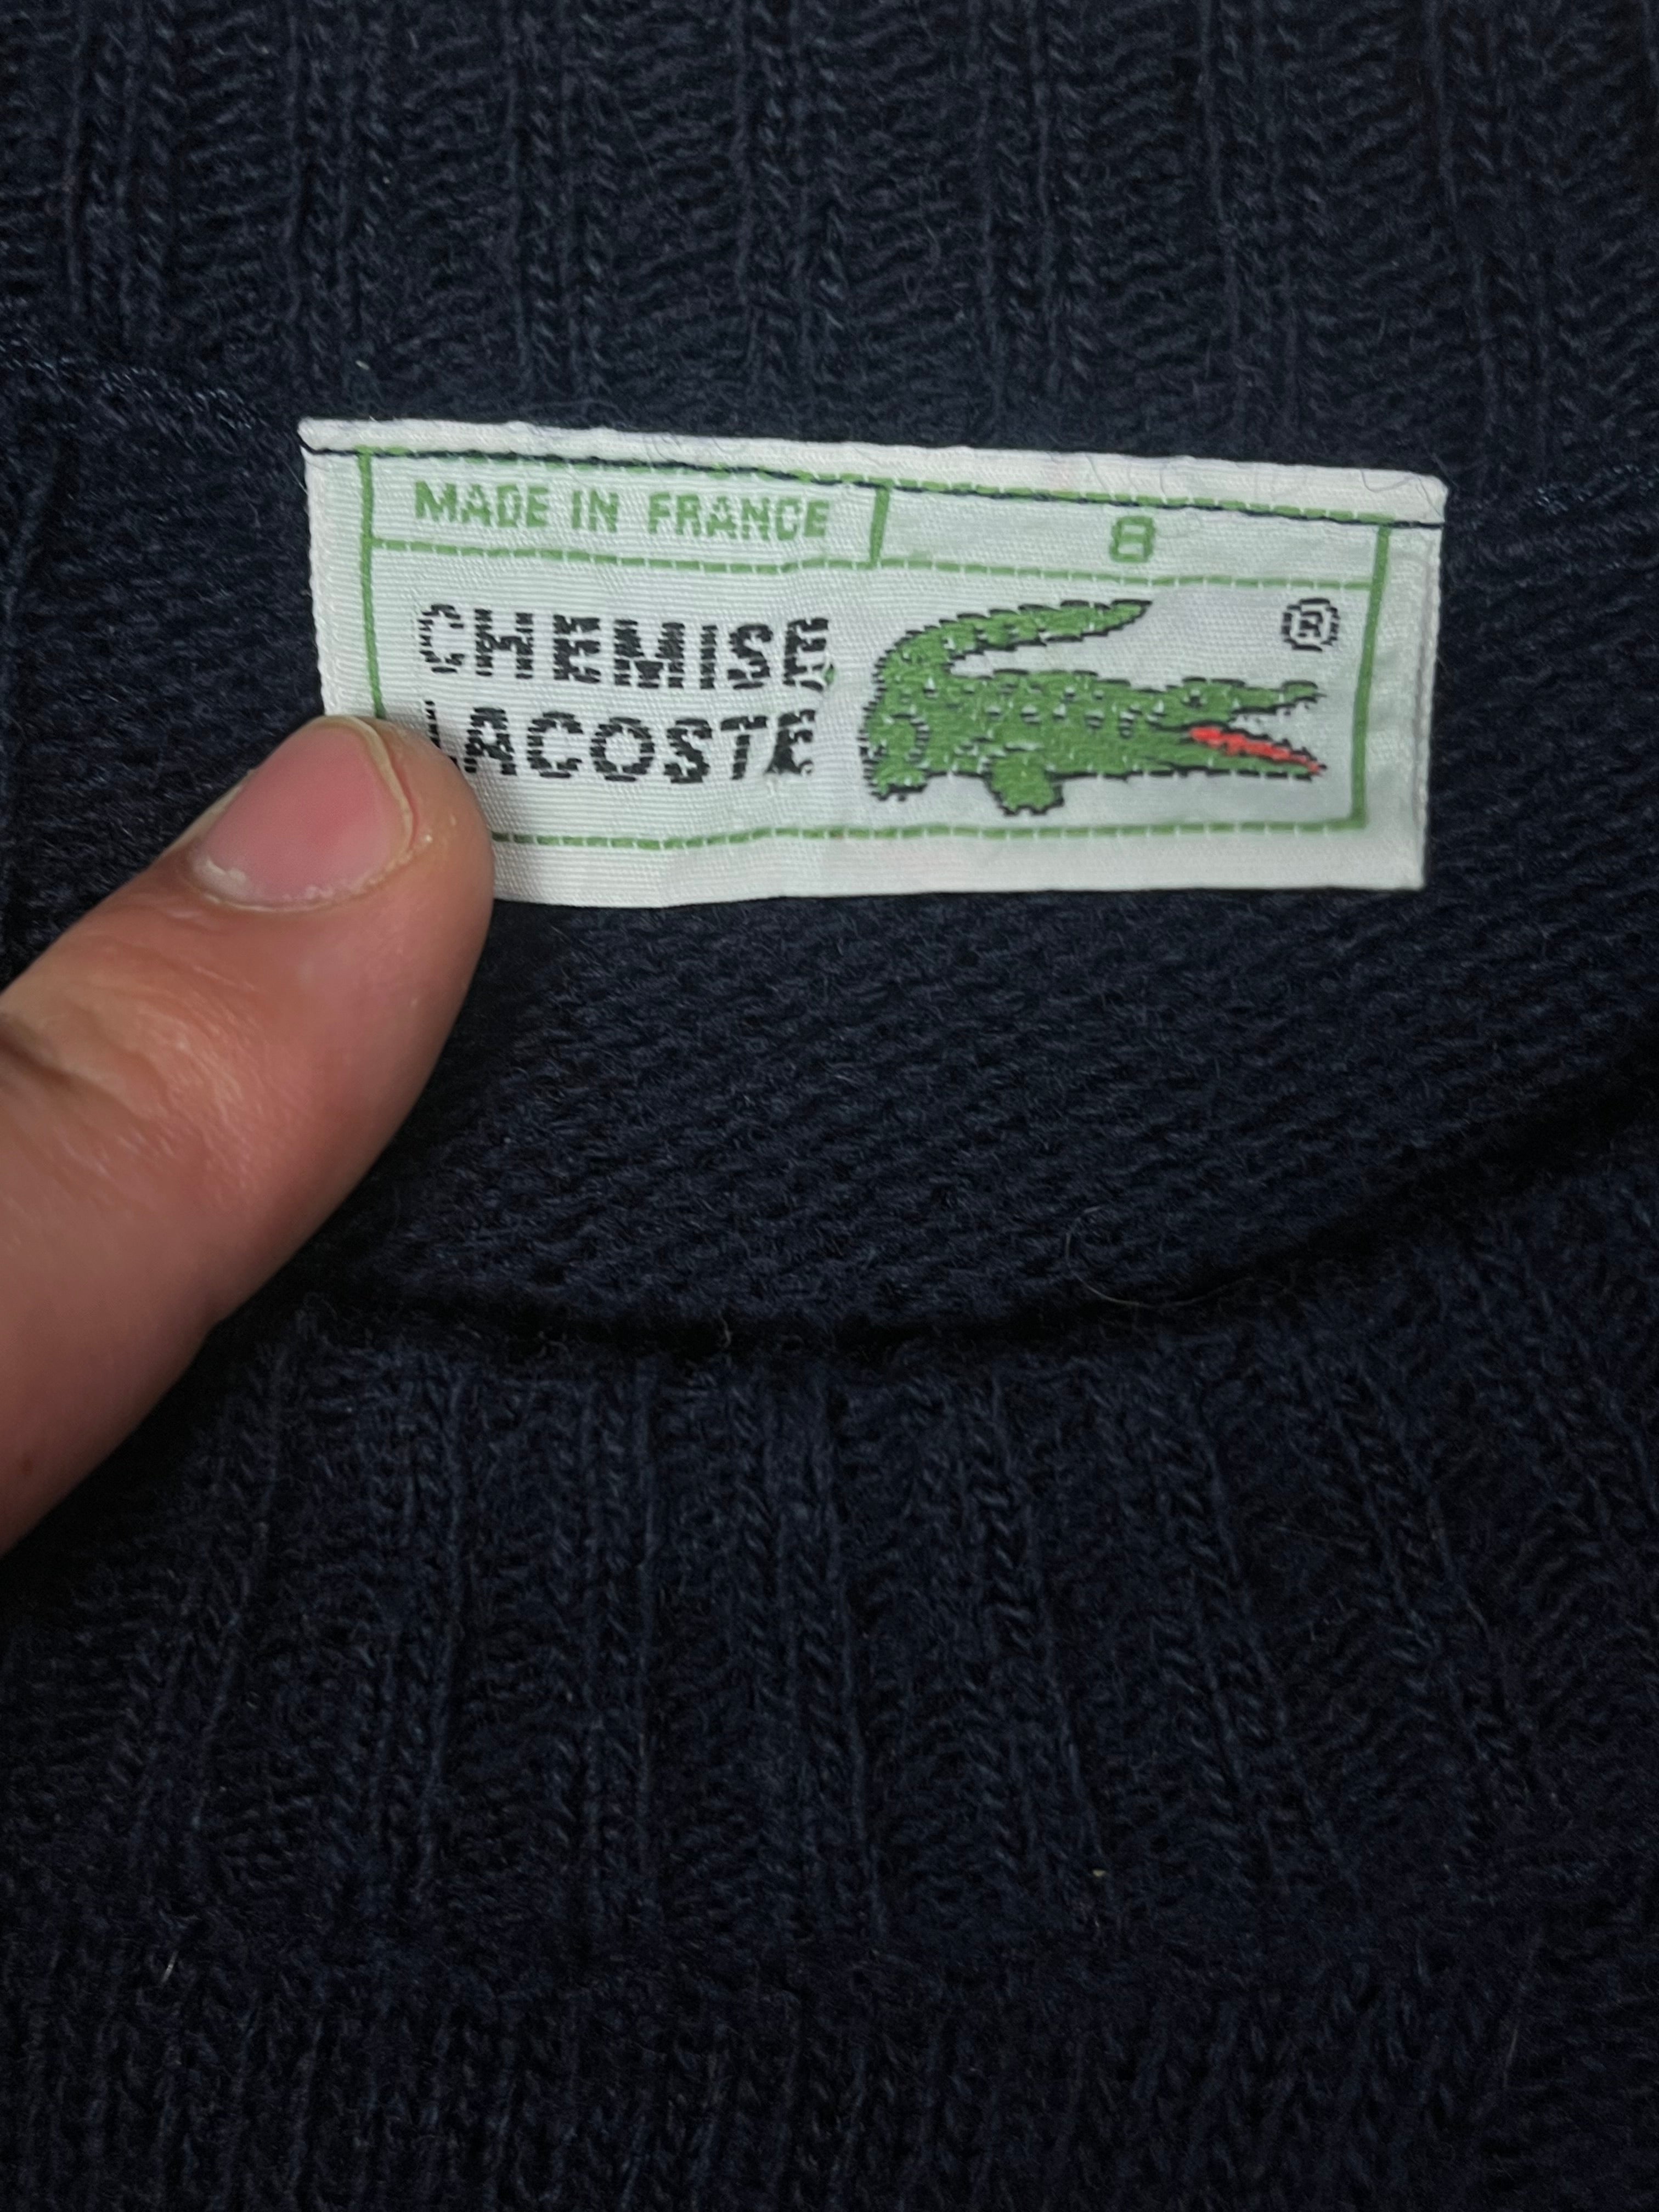 MADE IN FRANCE 8
CHEMISE ®
LACOSTE